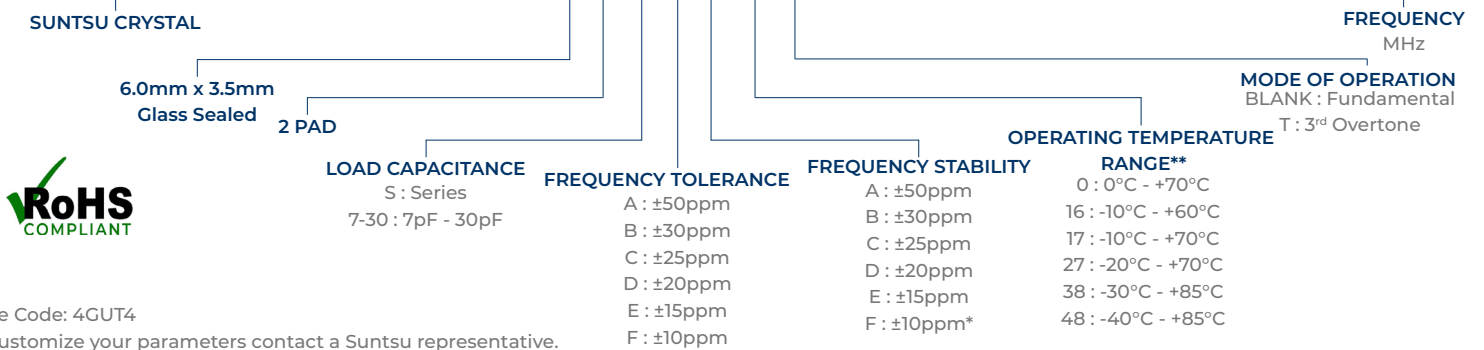 SUNTSU CRYSTAL
6.0mm x 3.5mm
Glass Sealed
2 PAD
LOAD CAPACITANCE
S : Series
7-30 : 7pF - 30pF
FREQUENCY TOLERANCE
A : ±50ppm
B : ±30ppm
C : ±25ppm
D : ±20ppm
E : ±15ppm
F : ±10ppm
FREQUENCY STABILITY
A : ±50ppm
B : ±30ppm
C : ±25ppm
D : ±20ppm
E : ±15ppm
F : ±10ppm*
OPERATING TEMPERATURE
RANGE**
0 : 0°C - +70°C
16 : -10°C - +60°C
17 : -10°C - +70°C
27 : -20°C - +70°C
38 : -30°C - +85°C
48 : -40°C - +85°C
MODE OF OPERATION
BLANK : Fundamental
T : 3rd Overtone
FREQUENCY
MHz
RoHS
COMPLIANT
e Code: 4GUT4
ustomize your parameters contact a Suntsu representative.